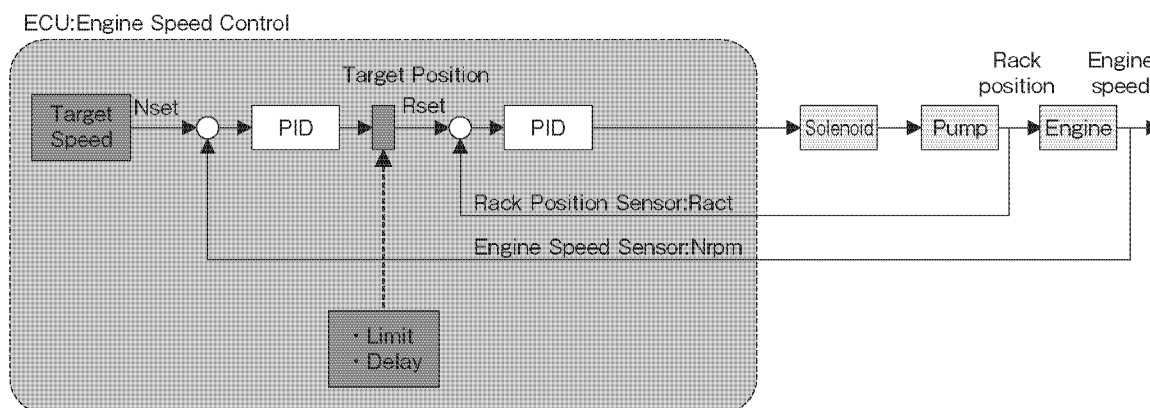 ECU:Engine Speed Control
Target Position
Rack
position
Engine
speed
Target
Speed
Nset
PID
Rset
PID
Solenoid
Pump
Engine
Rack Position Sensor:Ract
Engine Speed Sensor:Nrpm
・Limit
・Delay